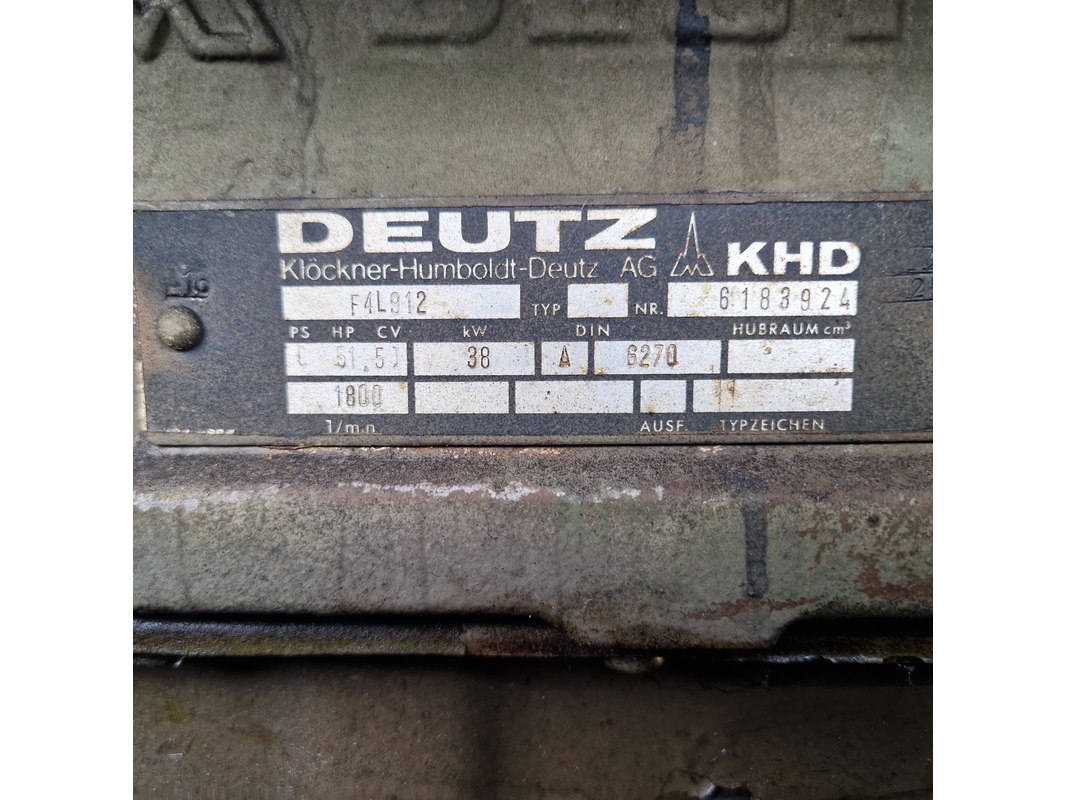 DEUTZ
Klöckner-Humboldt-Deutz AG KHD
F4L912 TYP NR. 6183924
PS HP CV kW DIN HUBRAUM cm³
51,5 38 A 6270
1800
1/min AUSF. TYPZEICHEN
2